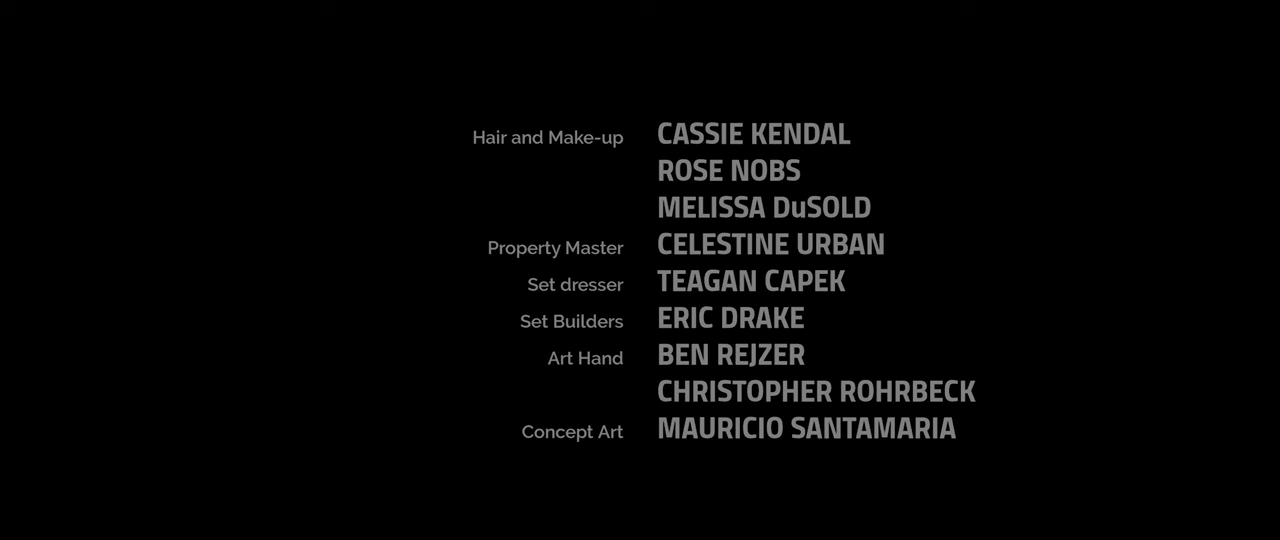 Hair and Make-up CASSIE KENDAL
ROSE NOBS
MELISSA DuSOLD
Property Master CELESTINE URBAN
Set dresser TEAGAN CAPEK
Set Builders ERIC DRAKE
Art Hand BEN REJZER
CHRISTOPHER ROHRBECK
Concept Art MAURICIO SANTAMARIA